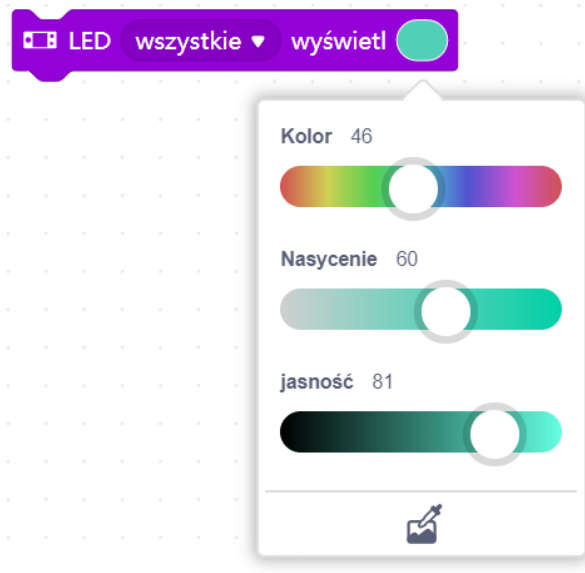 LED wszystkie ▼ wyświetl
Kolor 46
Nasycenie 60
jasność 81